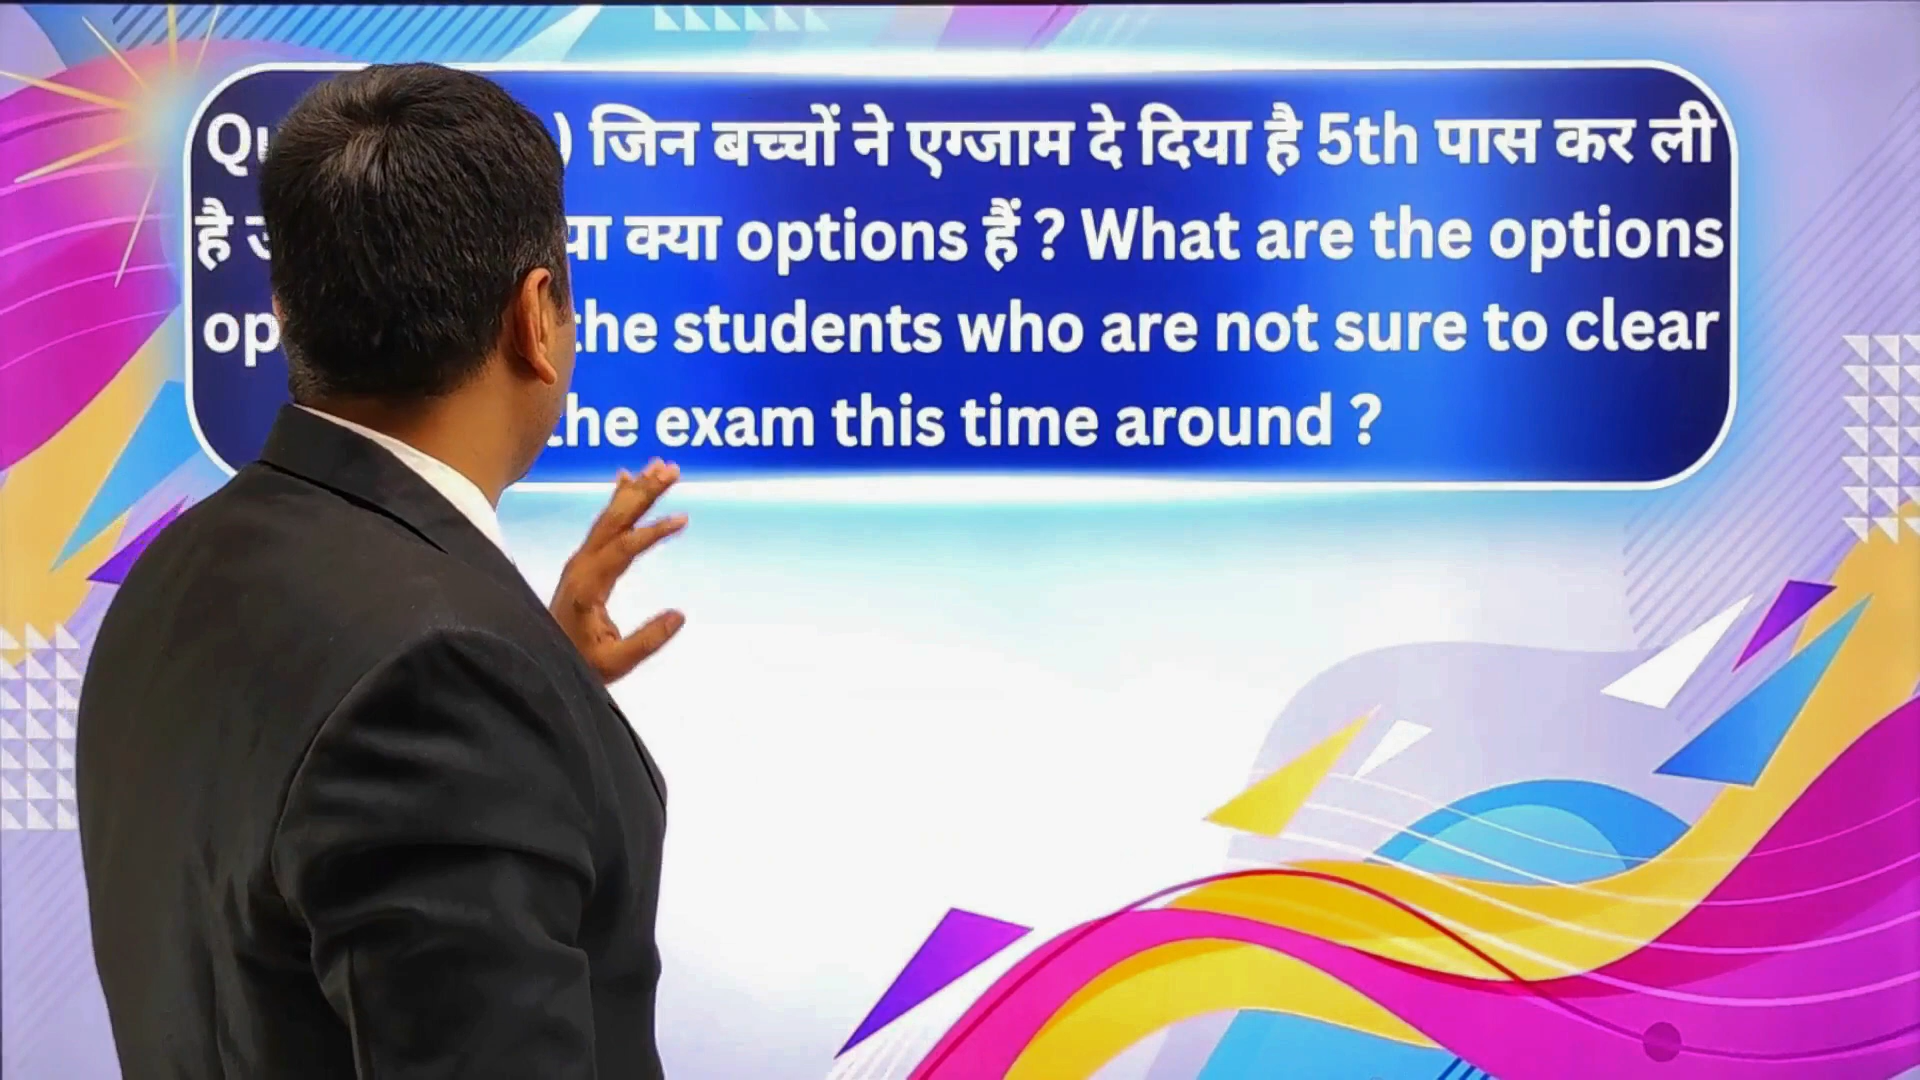 ) जिन बच्चों ने एग्जाम दे दिया है 5th पास कर ली
है क्या options हैं ? What are the options
the students who are not sure to clear
the exam this time around ?